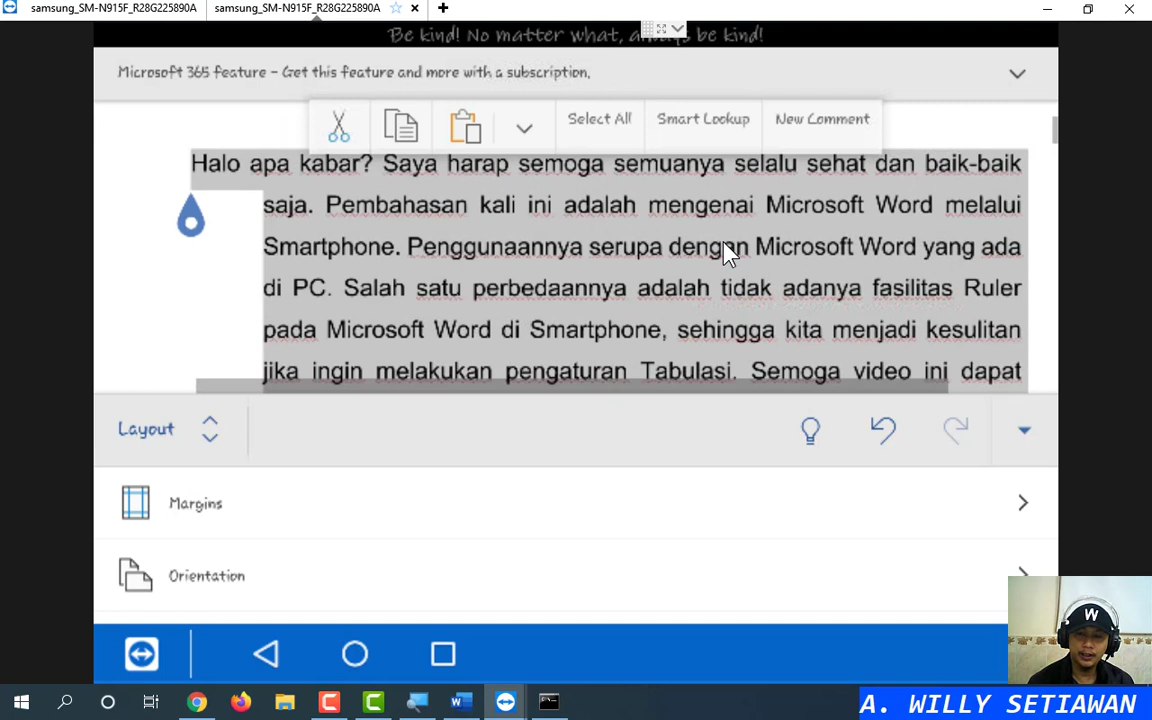 samsung_SM-N915F_R28G225890A
samsung_SM-N915F_R28G225890A
Be kind! No matter what, always be kind!
Microsoft 365 feature - Get this feature and more with a subscription.
Select All
Smart Lookup
New Comment
Halo apa kabar? Saya harap semoga semuanya selalu sehat dan baik-baik
saja. Pembahasan kali ini adalah mengenai Microsoft Word melalui
Smartphone. Penggunaannya serupa dengan Microsoft Word yang ada
di PC. Salah satu perbedaannya adalah tidak adanya fasilitas Ruler
pada Microsoft Word di Smartphone, sehingga kita menjadi kesulitan
jika ingin melakukan pengaturan Tabulasi. Semoga video ini dapat
Layout
Margins
Orientation
W
A. WILLY SETIAWAN